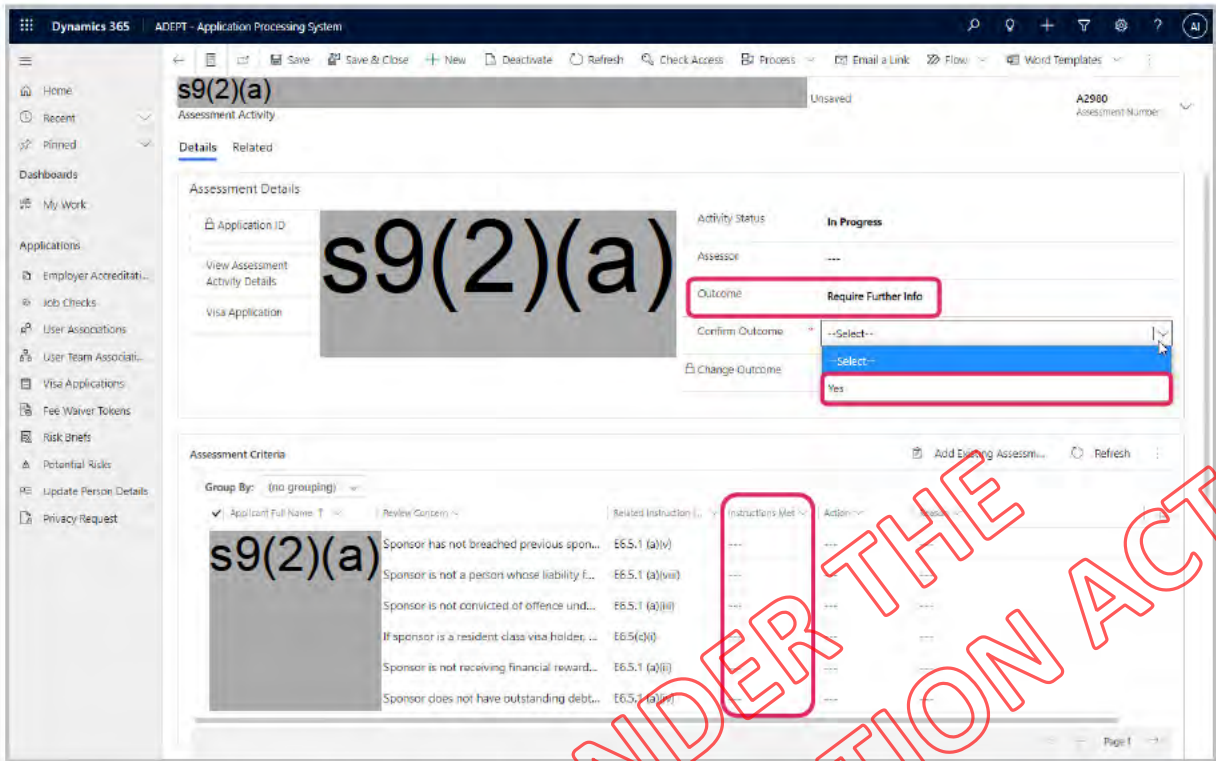 Dynamics 365 ADEPT - Application Processing System ? AI
Save Save & Close New Deactivate Refresh Check Access Process Email a Link Flow Word Templates
Home
Recent
Pinned
Dashboards
My Work
Applications
Employer Accreditati...
Job Checks
User Associations
User Team Associati...
Visa Applications
Fee Waiver Tokens
Risk Briefs
Potential Risks
Update Person Details
Privacy Request
s9(2)(a) Unsaved A2980
Assessment Activity Assessment Number
Details Related
Assessment Details
Application ID
View Assessment
Activity Details
Visa Application
s9(2)(a)
Activity Status In Progress
Assessor ---
Outcome Require Further Info
Confirm Outcome * --Select--
--Select--
Change Outcome
Yes
Assessment Criteria Add Existing Assessm... Refresh
Group By: (no grouping)
Applicant Full Name ↑ Review Concern Related Instruction (... Instructions Met Action Reason
s9(2)(a)
Sponsor has not breached previous spon... E6.5.1 (a)(v) --- --- ---
Sponsor is not a person whose liability f... E6.5.1 (a)(viii) --- --- ---
Sponsor is not convicted of offence und... E6.5.1 (a)(iii) --- --- ---
If sponsor is a resident class visa holder, ... E6.5(c)(i) --- --- ---
Sponsor is not receiving financial reward... E6.5.1 (a)(ii) --- --- ---
Sponsor does not have outstanding debt... E6.5.1 (a)(iv) --- --- ---
Page 1
UNDER THE
ACT